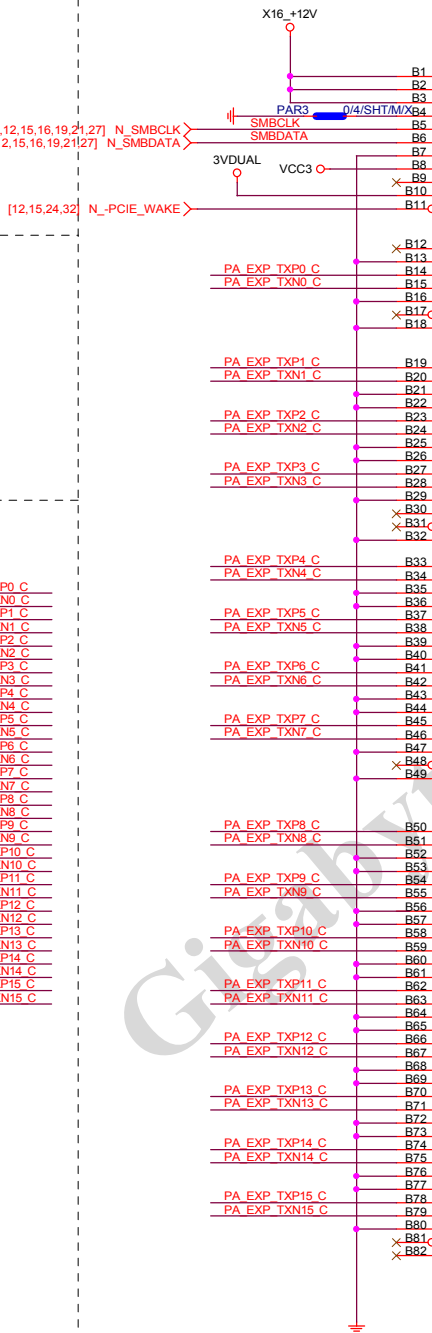 X16_+12V
B1
B2
B3
PAR3 0/4/SHT/M/X B4
,12,15,16,19,21,27] N_SMBCLK SMBCLK B5
2,15,16,19,21,27] N_SMBDATA SMBDATA B6
B7
3VDUAL VCC3 B8
B9
B10
[12,15,24,32] N_-PCIE_WAKE B11
B12
B13
PA_EXP_TXP0_C B14
PA_EXP_TXN0_C B15
B16
B17
B18
PA_EXP_TXP1_C B19
PA_EXP_TXN1_C B20
B21
B22
PA_EXP_TXP2_C B23
PA_EXP_TXN2_C B24
B25
B26
PA_EXP_TXP3_C B27
PA_EXP_TXN3_C B28
B29
B30
B31
B32
PA_EXP_TXP4_C B33
PA_EXP_TXN4_C B34
B35
B36
PA_EXP_TXP5_C B37
PA_EXP_TXN5_C B38
B39
B40
PA_EXP_TXP6_C B41
PA_EXP_TXN6_C B42
B43
B44
PA_EXP_TXP7_C B45
PA_EXP_TXN7_C B46
B47
B48
B49
PA_EXP_TXP8_C B50
PA_EXP_TXN8_C B51
B52
B53
PA_EXP_TXP9_C B54
PA_EXP_TXN9_C B55
B56
B57
PA_EXP_TXP10_C B58
PA_EXP_TXN10_C B59
B60
B61
PA_EXP_TXP11_C B62
PA_EXP_TXN11_C B63
B64
B65
PA_EXP_TXP12_C B66
PA_EXP_TXN12_C B67
B68
B69
PA_EXP_TXP13_C B70
PA_EXP_TXN13_C B71
B72
B73
PA_EXP_TXP14_C B74
PA_EXP_TXN14_C B75
B76
B77
PA_EXP_TXP15_C B78
PA_EXP_TXN15_C B79
B80
B81
B82
P0_C
N0_C
P1_C
N1_C
P2_C
N2_C
P3_C
N3_C
P4_C
N4_C
P5_C
N5_C
P6_C
N6_C
P7_C
N7_C
P8_C
N8_C
P9_C
N9_C
P10_C
N10_C
P11_C
N11_C
P12_C
N12_C
P13_C
N13_C
P14_C
N14_C
P15_C
N15_C
Gigaby